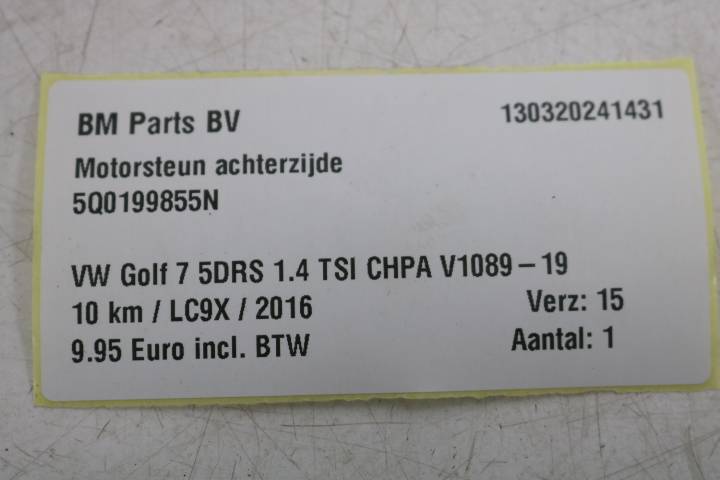 BM Parts BV 130320241431
Motorsteun achterzijde
5Q0199855N
VW Golf 7 5DRS 1.4 TSI CHPA V1089-19
10 km / LC9X / 2016 Verz: 15
9.95 Euro incl. BTW Aantal: 1